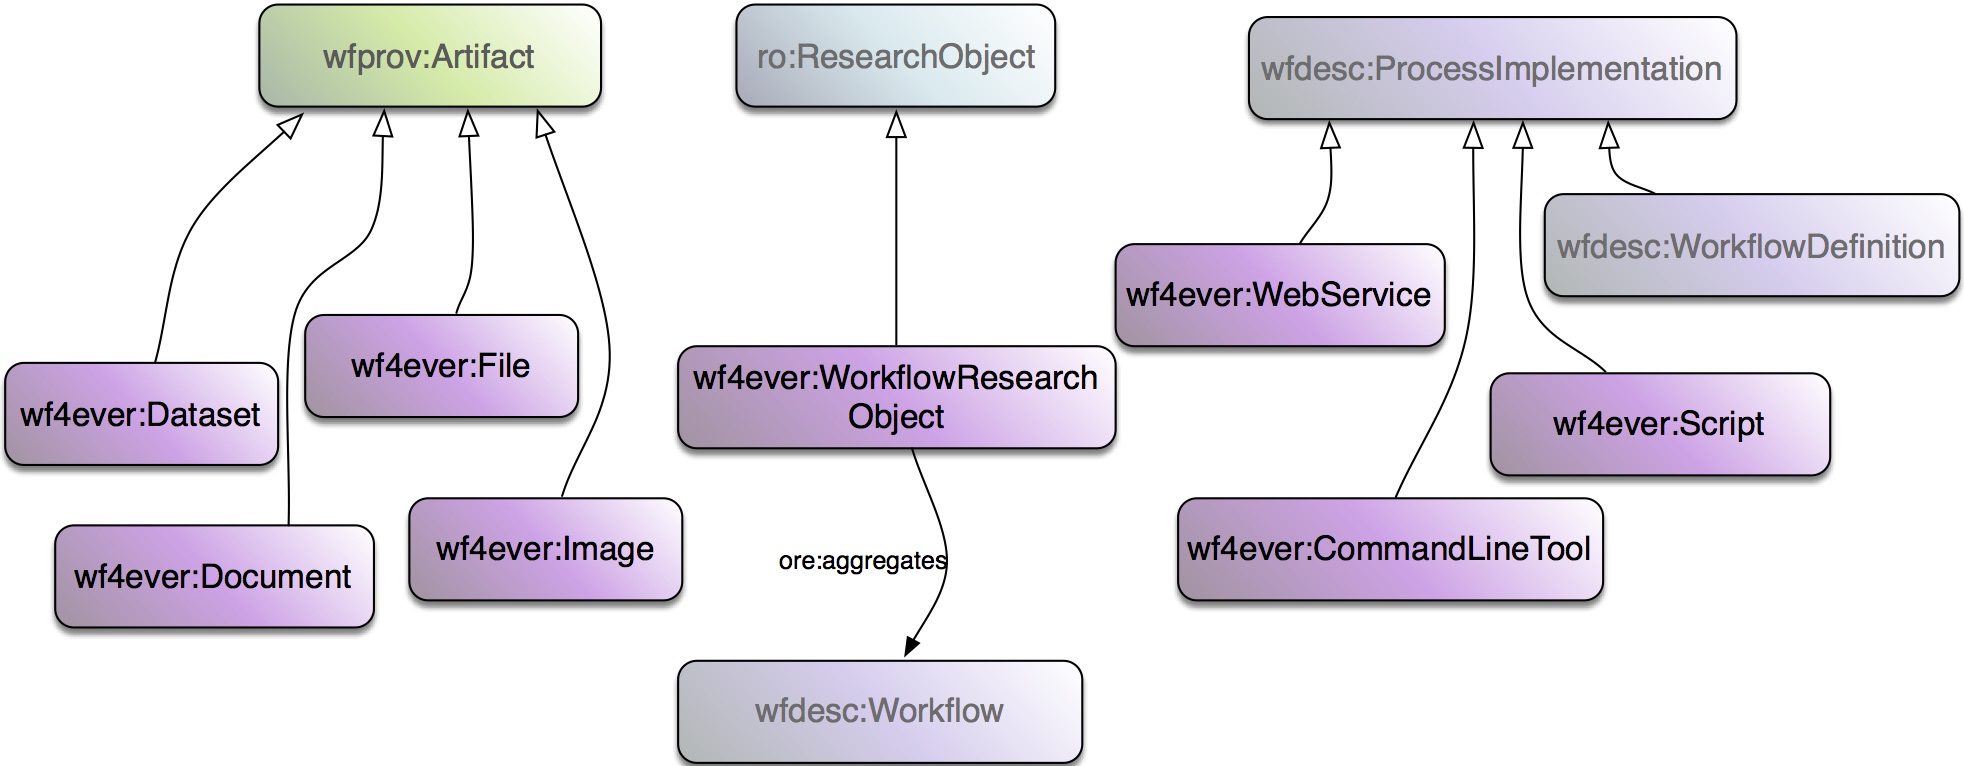 wfprov:Artifact
ro:ResearchObject
wfdesc:ProcessImplementation
wfdesc:WorkflowDefinition
wf4ever:WebService
wf4ever:File
wf4ever:WorkflowResearch
Object
wf4ever:Dataset
wf4ever:Script
wf4ever:Image
wf4ever:CommandLineTool
ore:aggregates
wf4ever:Document
wfdesc:Workflow